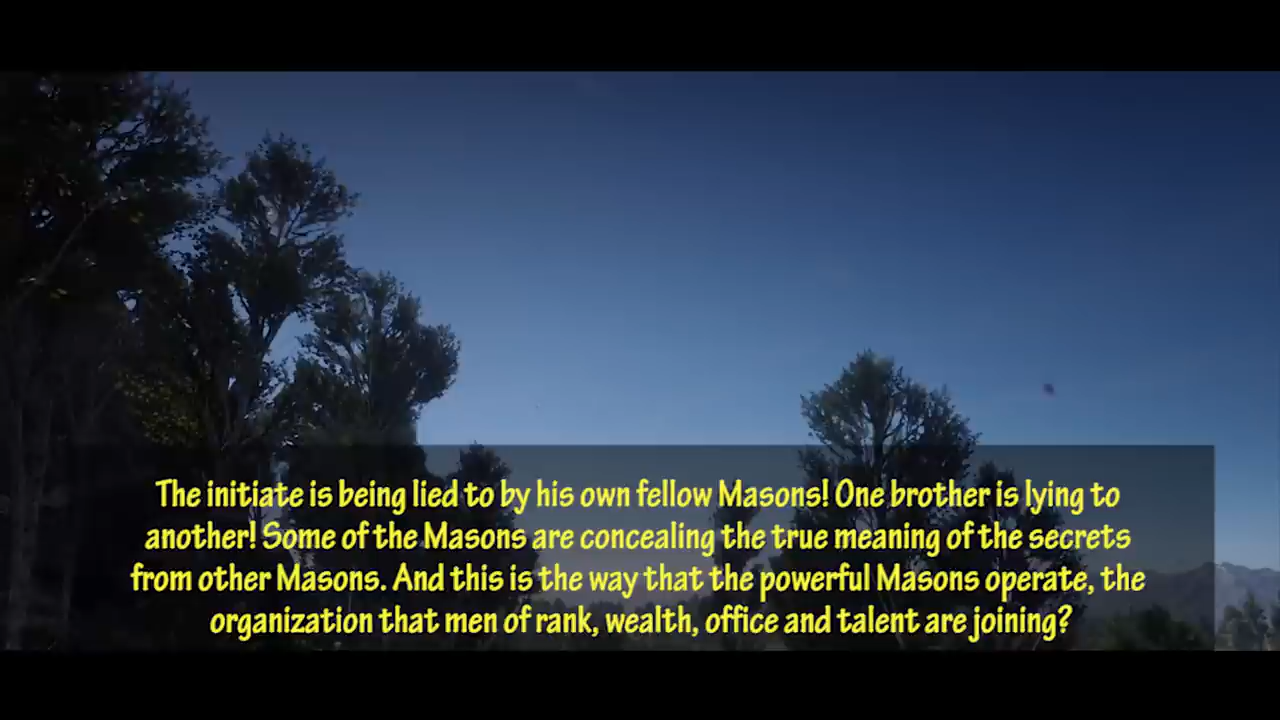 The initiate is being lied to by his own fellow Masons! One brother is lying to
another! Some of the Masons are concealing the true meaning of the secrets
from other Masons. And this is the way that the powerful Masons operate, the
organization that men of rank, wealth, office and talent are joining?